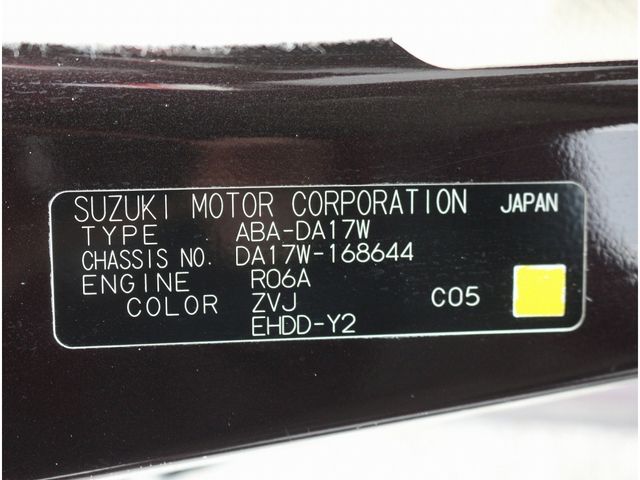 SUZUKI MOTOR CORPORATION JAPAN
TYPE ABA-DA17W
CHASSIS NO. DA17W-168644
ENGINE R06A
COLOR ZVJ C05
EHDD-Y2